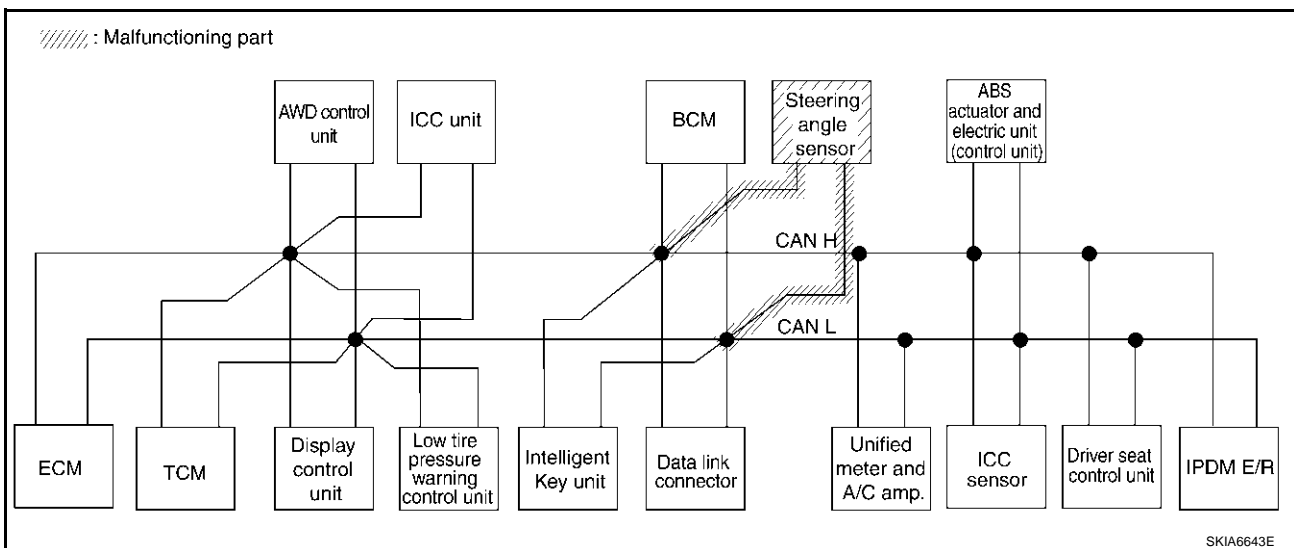 : Malfunctioning part
AWD control
unit
ICC unit
BCM
Steering
angle
sensor
ABS
actuator and
electric unit
(control unit)
CAN H
CAN L
ECM
TCM
Display
control
unit
Low tire
pressure
warning
control unit
Intelligent
Key unit
Data link
connector
Unified
meter and
A/C amp.
ICC
sensor
Driver seat
control unit
IPDM E/R
SKIA6643E